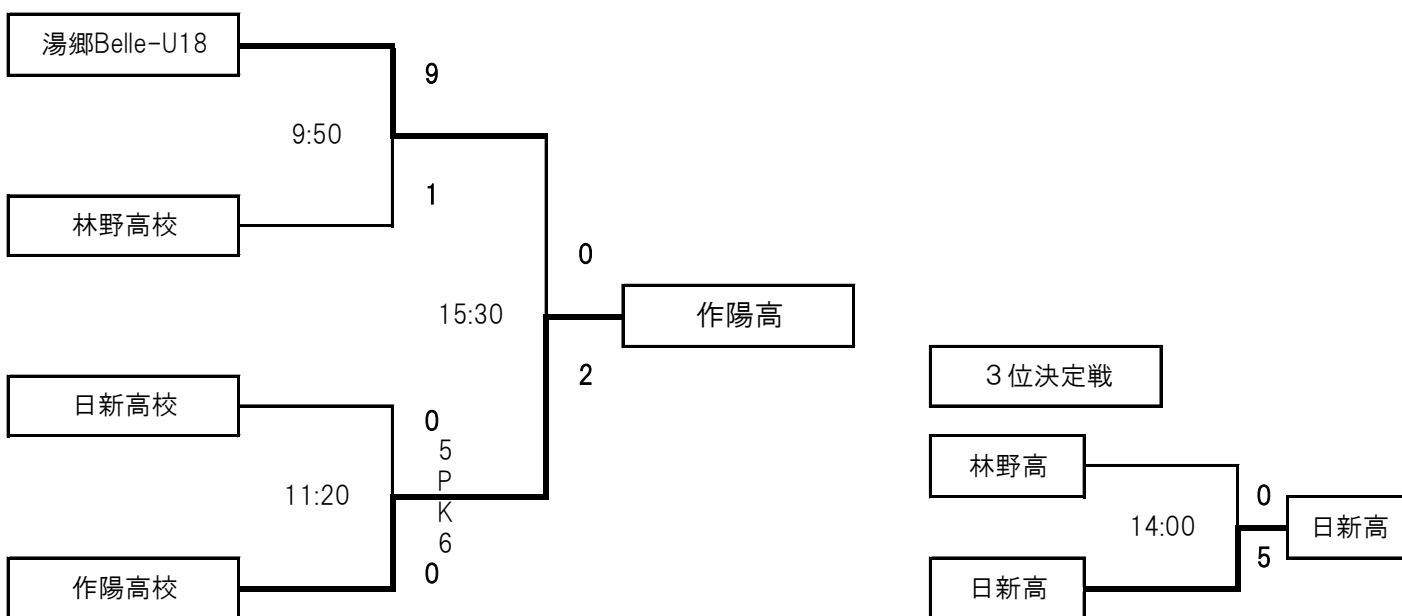 湯郷Belle-U18
9
9:50
1
林野高校
0
15:30
作陽高
2
３位決定戦
日新高校
0
5
P
K
6
0
11:20
作陽高校
林野高
0
14:00
日新高
5
日新高